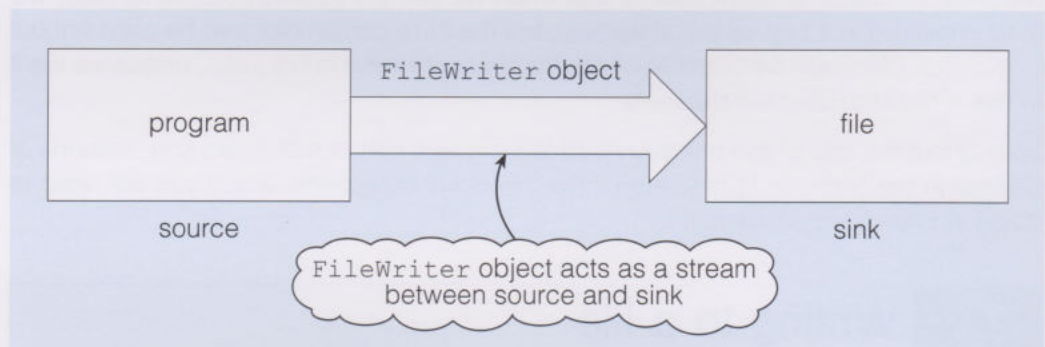 FileWriter object
program
file
source
sink
FileWriter object acts as a stream
between source and sink